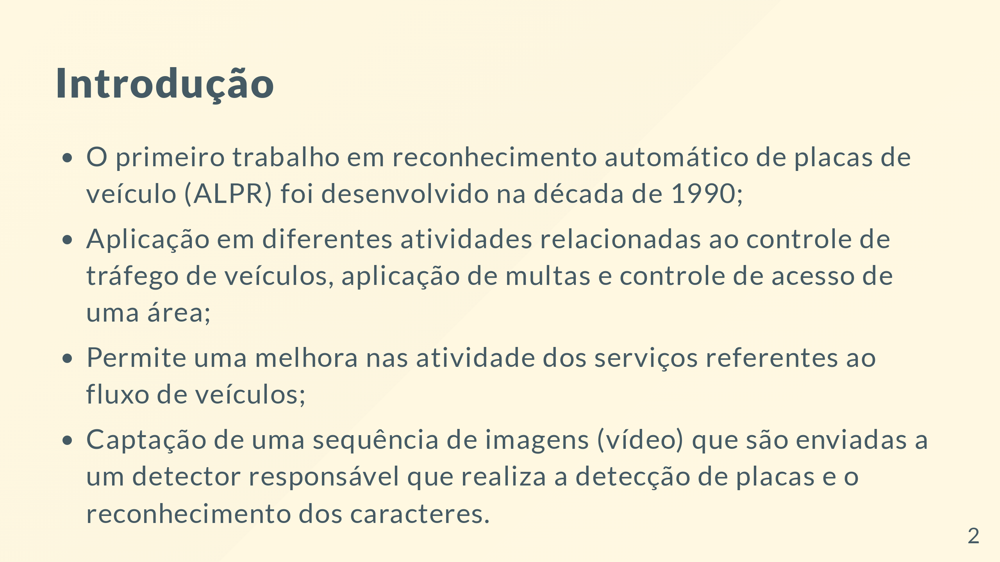 Introdução
• O primeiro trabalho em reconhecimento automático de placas de
veículo (ALPR) foi desenvolvido na década de 1990;
• Aplicação em diferentes atividades relacionadas ao controle de
tráfego de veículos, aplicação de multas e controle de acesso de
uma área;
• Permite uma melhora nas atividade dos serviços referentes ao
fluxo de veículos;
• Captação de uma sequência de imagens (vídeo) que são enviadas a
um detector responsável que realiza a detecção de placas e o
reconhecimento dos caracteres.
2